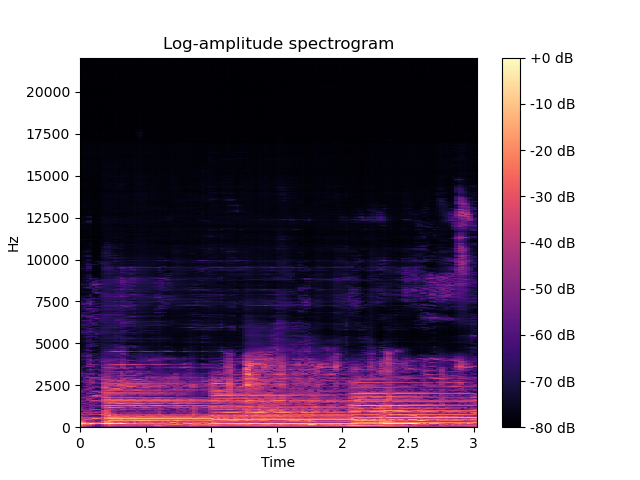 Log-amplitude spectrogram
Hz
20000
17500
15000
12500
10000
7500
5000
2500
0
0 0.5 1 1.5 2 2.5 3
Time
+0 dB
-10 dB
-20 dB
-30 dB
-40 dB
-50 dB
-60 dB
-70 dB
-80 dB